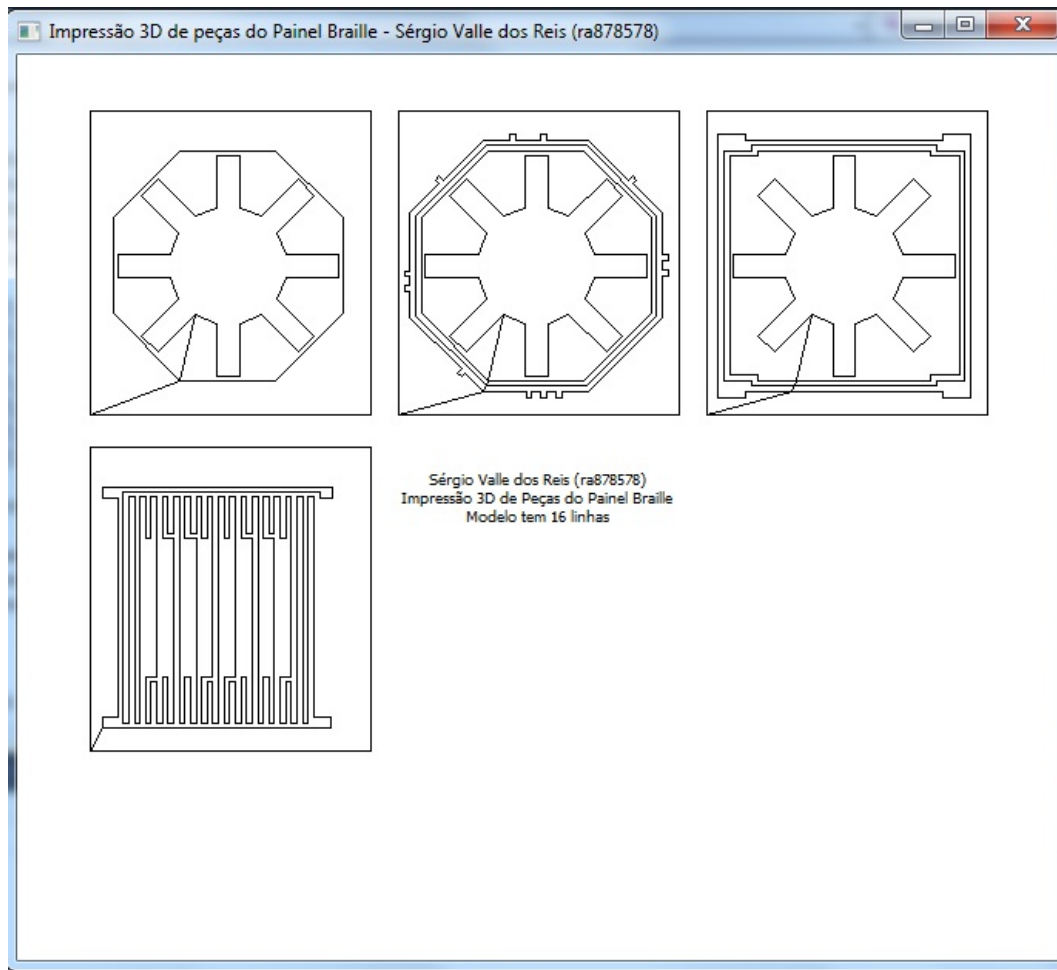 Impressão 3D de peças do Painel Braille - Sérgio Valle dos Reis (ra878578)
Sérgio Valle dos Reis (ra878578)
Impressão 3D de Peças do Painel Braille
Modelo tem 16 linhas